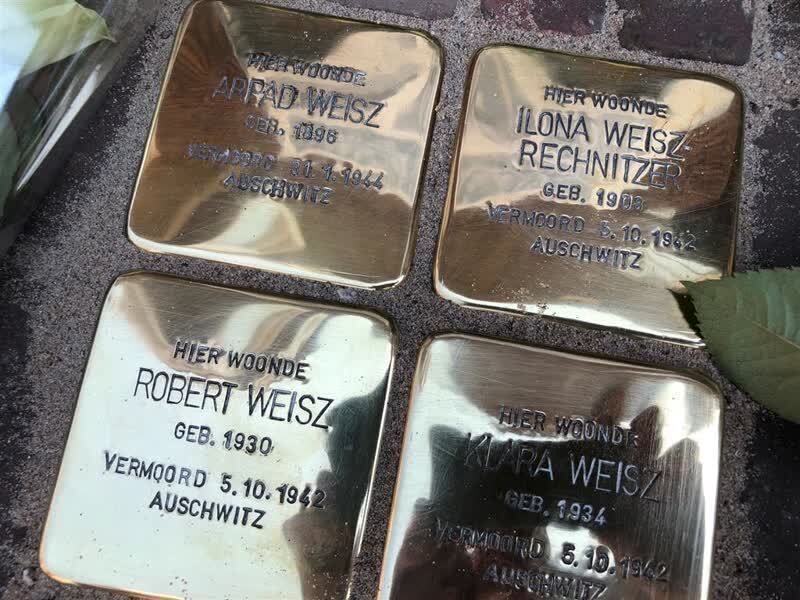 HIER WOONDE
ARPAD WEISZ
GEB. 1896
VERMOORD 31.1.1944
AUSCHWITZ
HIER WOONDE
ILONA WEISZ-
RECHNITZER
GEB. 1908
VERMOORD 5.10.1942
AUSCHWITZ
HIER WOONDE
ROBERT WEISZ
GEB. 1930
VERMOORD 5.10.1942
AUSCHWITZ
HIER WOONDE
KLARA WEISZ
GEB. 1934
VERMOORD 5.10.1942
AUSCHWITZ